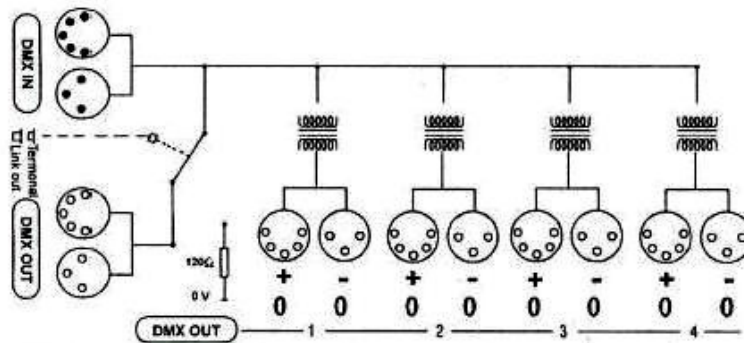 DMX IN
Termonal
Link out
DMX OUT
120Ω
0 V
+ - + - + - + -
0 0 0 0 0 0 0 0
DMX OUT 1 2 3 4